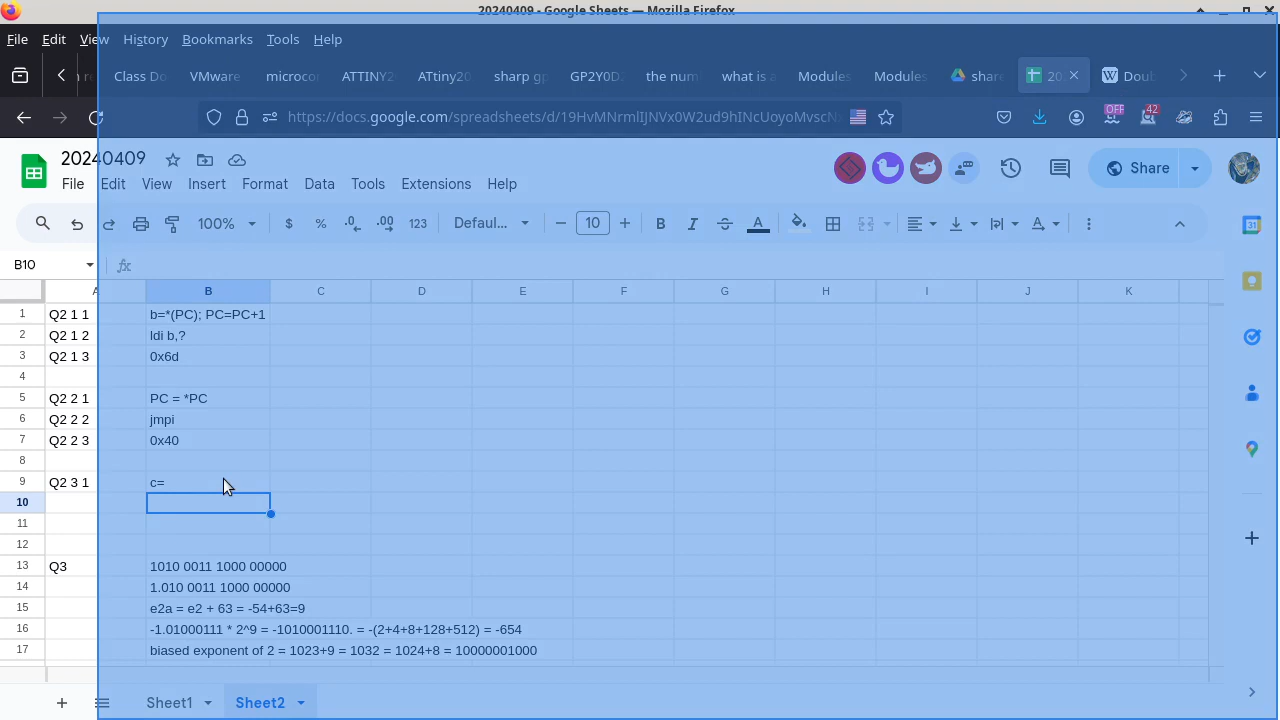 20240409 - Google Sheets — Mozilla Firefox
File Edit View History Bookmarks Tools Help
Class Do VMware microco ATTINY2 ATtiny20 sharp gp GP2Y0D the num what is a Modules Modules share 20 Doub
https://docs.google.com/spreadsheets/d/19HvMNrmlIJNVx0W2ud9hINcUoyoMvscN OFF 42
20240409 Share
File Edit View Insert Format Data Tools Extensions Help
100% $ % .0 .00 123 Defaul... 10 B I A
B10 fx
A B C D E F G H I J K
1 Q2 1 1 b=*(PC); PC=PC+1
2 Q2 1 2 ldi b,?
3 Q2 1 3 0x6d
4
5 Q2 2 1 PC = *PC
6 Q2 2 2 jmpi
7 Q2 2 3 0x40
8
9 Q2 3 1 c=
10
11
12
13 Q3 1010 0011 1000 00000
14 1.010 0011 1000 00000
15 e2a = e2 + 63 = -54+63=9
16 -1.01000111 * 2^9 = -1010001110. = -(2+4+8+128+512) = -654
17 biased exponent of 2 = 1023+9 = 1032 = 1024+8 = 10000001000
Sheet1 Sheet2